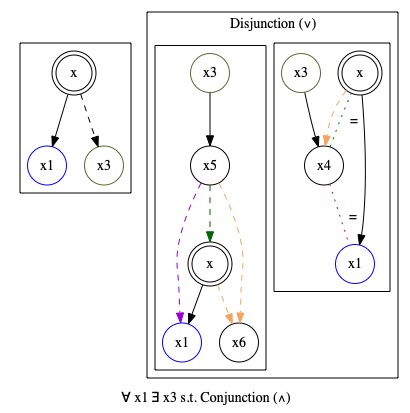 Disjunction (∨)
x
x1
x3
x3
x5
x
x1
x6
x3
x
=
x4
=
x1
∀ x1 ∃ x3 s.t. Conjunction (∧)